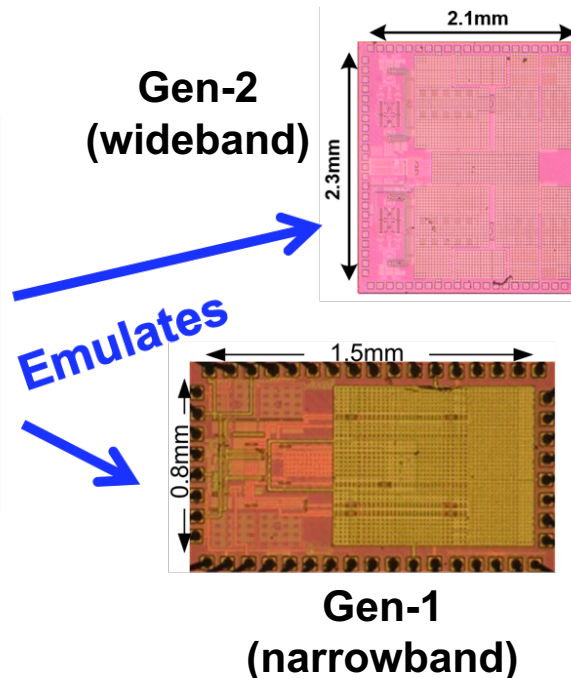 2.1mm
Gen-2
(wideband)
2.3mm
Emulates
1.5mm
0.8mm
Gen-1
(narrowband)